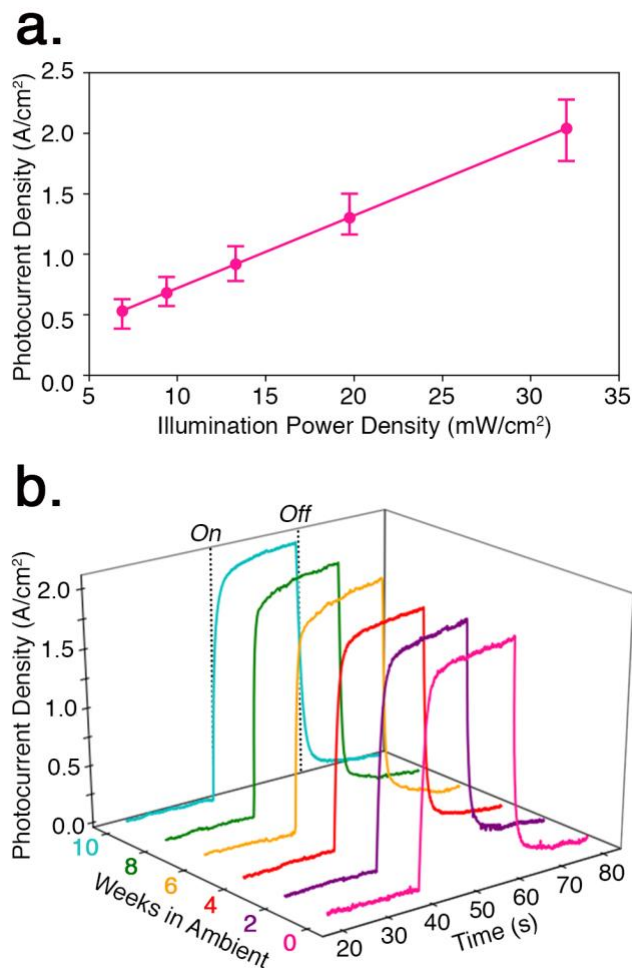 a.
Photocurrent Density (A/cm²)
2.5
2.0
1.5
1.0
0.5
0.0
5 10 15 20 25 30 35
Illumination Power Density (mW/cm²)
b.
On Off
Photocurrent Density (A/cm²)
2.0
1.5
1.0
0.5
0.0
10 8 6 4 2 0
Weeks in Ambient
20 30 40 50 60 70 80
Time (s)